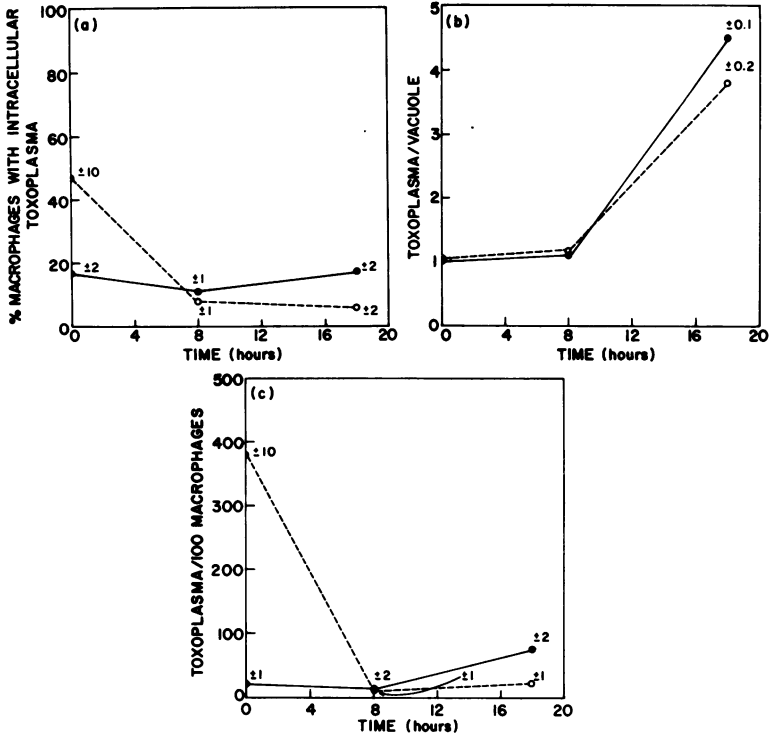 (a)
% MACROPHAGES WITH INTRACELLULAR
TOXOPLASMA
100
80
60
40
20
0
±10
±2
±1
±1
±2
±2
0 4 8 12 16 20
TIME (hours)
(b)
TOXOPLASMA/VACUOLE
5
4
3
2
1
0
±0.1
±0.2
0 4 8 12 16 20
TIME (hours)
(c)
TOXOPLASMA/100 MACROPHAGES
500
400
300
200
100
0
±10
±1
±2
±1
±2
±1
0 4 8 12 16 20
TIME (hours)